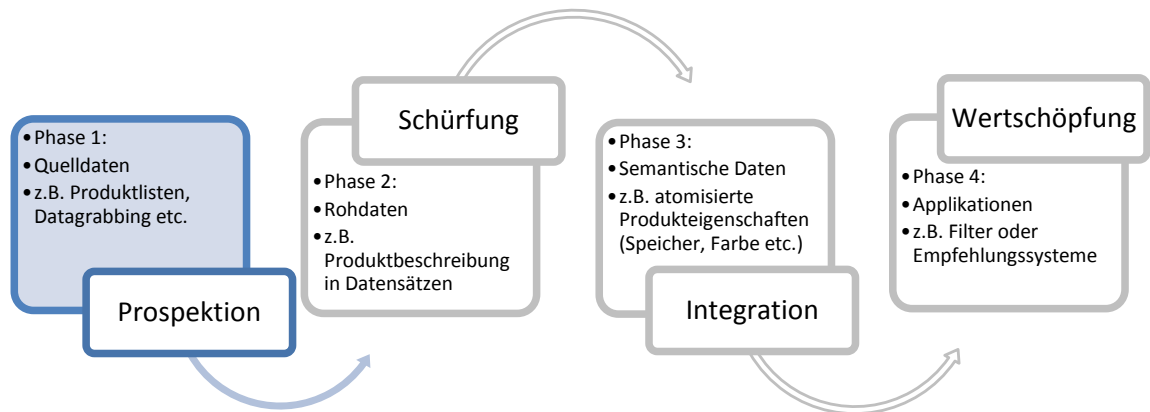 • Phase 1:
• Quelldaten
• z.B. Produktlisten,
Datagrabbing etc.
Prospektion
Schürfung
• Phase 2:
• Rohdaten
• z.B.
Produktbeschreibung
in Datensätzen
• Phase 3:
• Semantische Daten
• z.B. atomisierte
Produkteigenschaften
(Speicher, Farbe etc.)
Integration
Wertschöpfung
• Phase 4:
• Applikationen
• z.B. Filter oder
Empfehlungssysteme